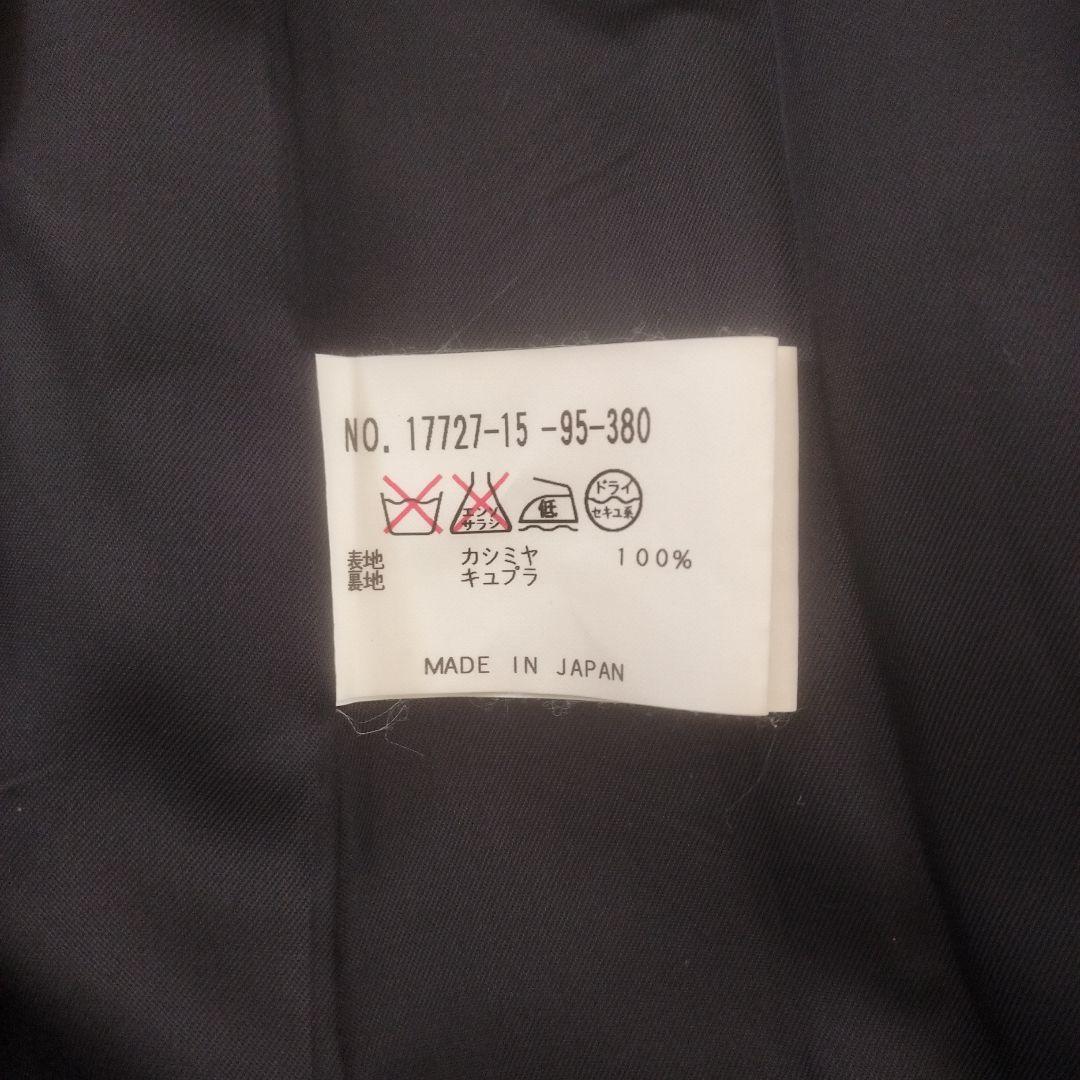 NO. 17727-15 -95-380
エンソ
サラシ
低
ドライ
セキユ系
表地 カシミヤ 100%
裏地 キュプラ
MADE IN JAPAN